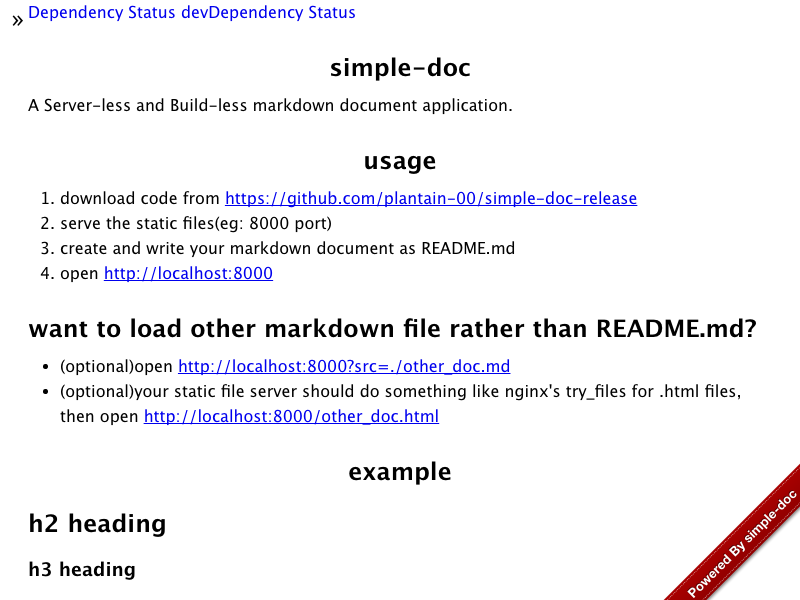 » Dependency Status devDependency Status
simple-doc
A Server-less and Build-less markdown document application.
usage
1. download code from https://github.com/plantain-00/simple-doc-release
2. serve the static files(eg: 8000 port)
3. create and write your markdown document as README.md
4. open http://localhost:8000
want to load other markdown file rather than README.md?
• (optional)open http://localhost:8000?src=./other_doc.md
• (optional)your static file server should do something like nginx's try_files for .html files,
then open http://localhost:8000/other_doc.html
example
h2 heading
h3 heading
Powered By simple-doc